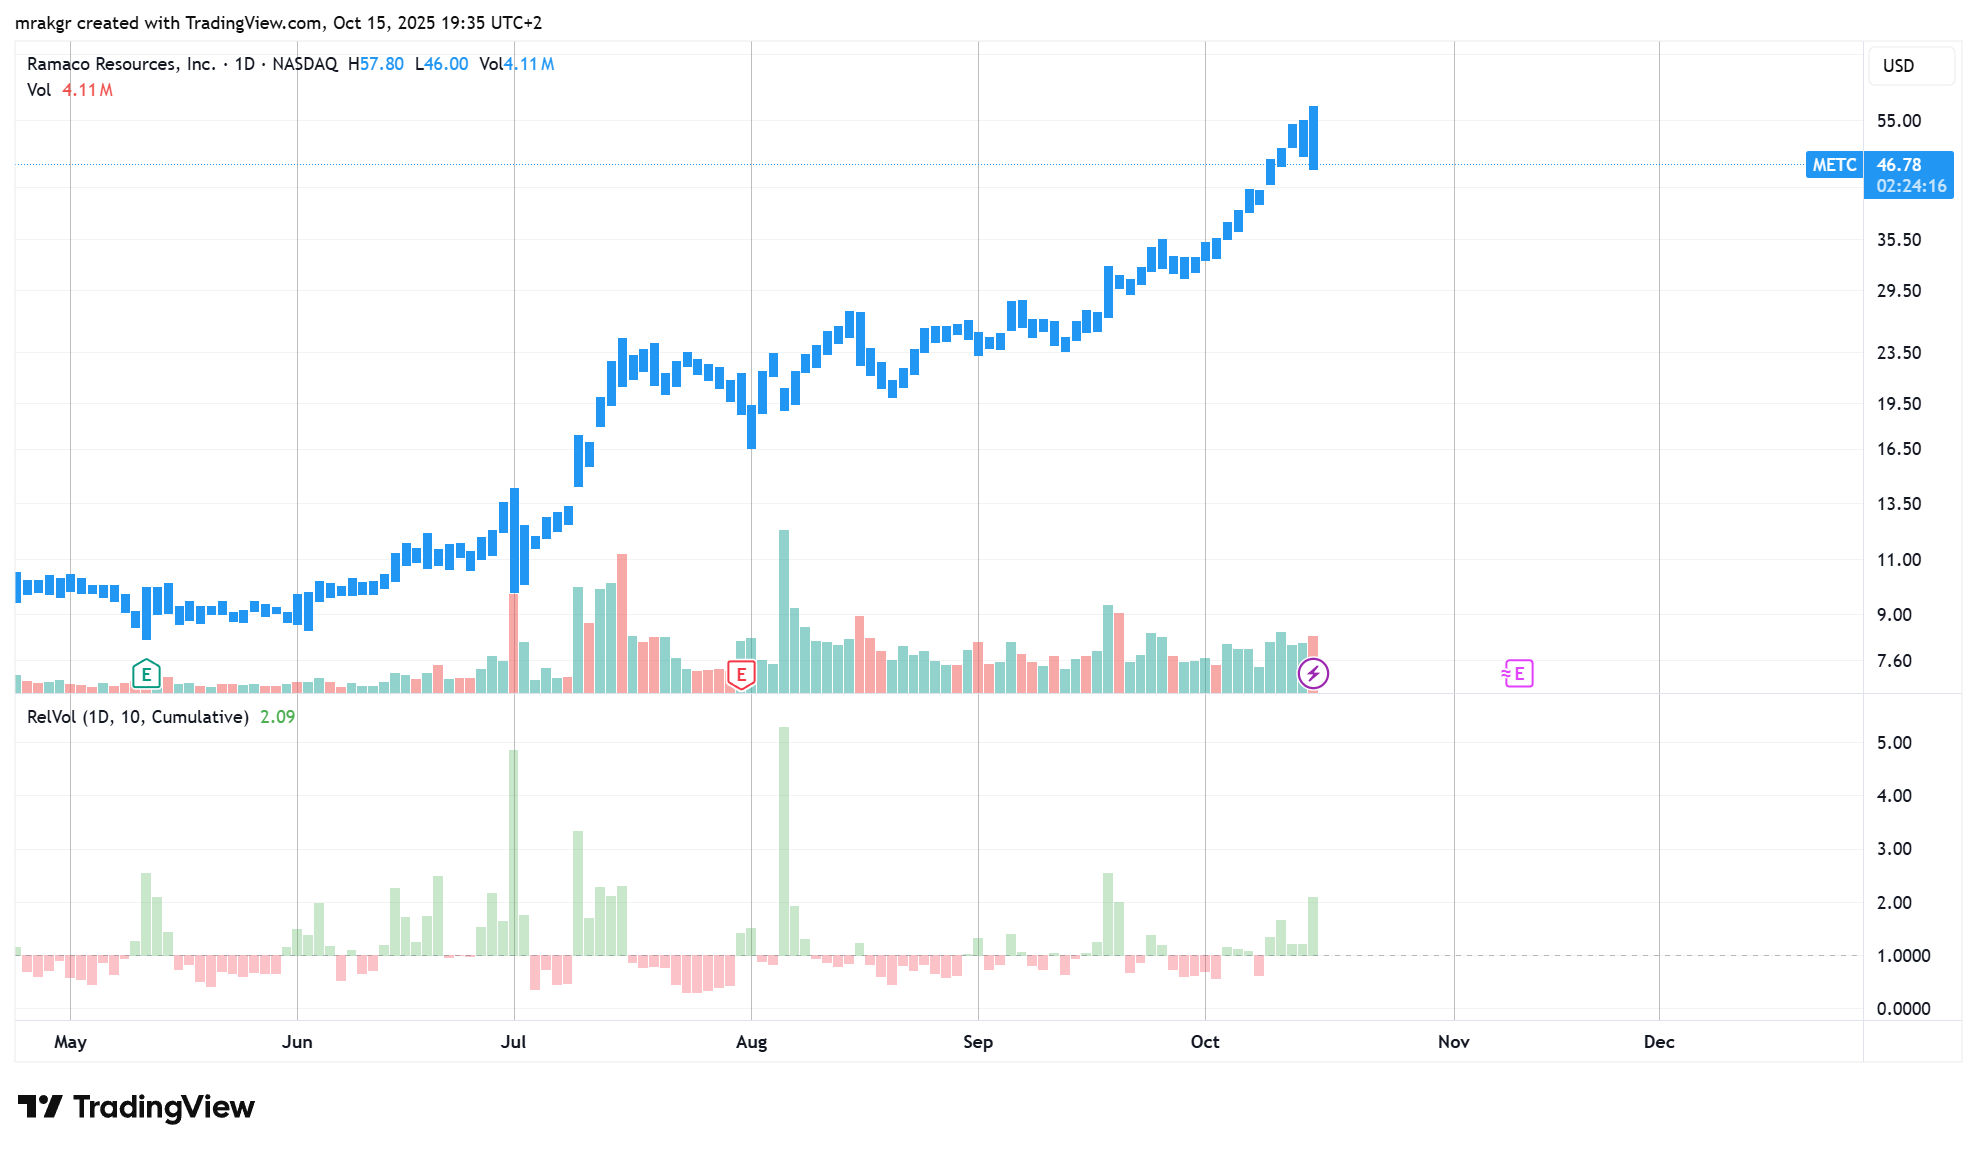 mrakgr created with TradingView.com, Oct 15, 2025 19:35 UTC+2
Ramaco Resources, Inc. · 1D · NASDAQ H57.80 L46.00 Vol4.11 M
Vol 4.11 M
USD
55.00
METC 46.78
02:24:16
35.50
29.50
23.50
19.50
16.50
13.50
11.00
9.00
7.60
E
E
≈E
RelVol (1D, 10, Cumulative) 2.09
5.00
4.00
3.00
2.00
1.0000
0.0000
May Jun Jul Aug Sep Oct Nov Dec
TradingView